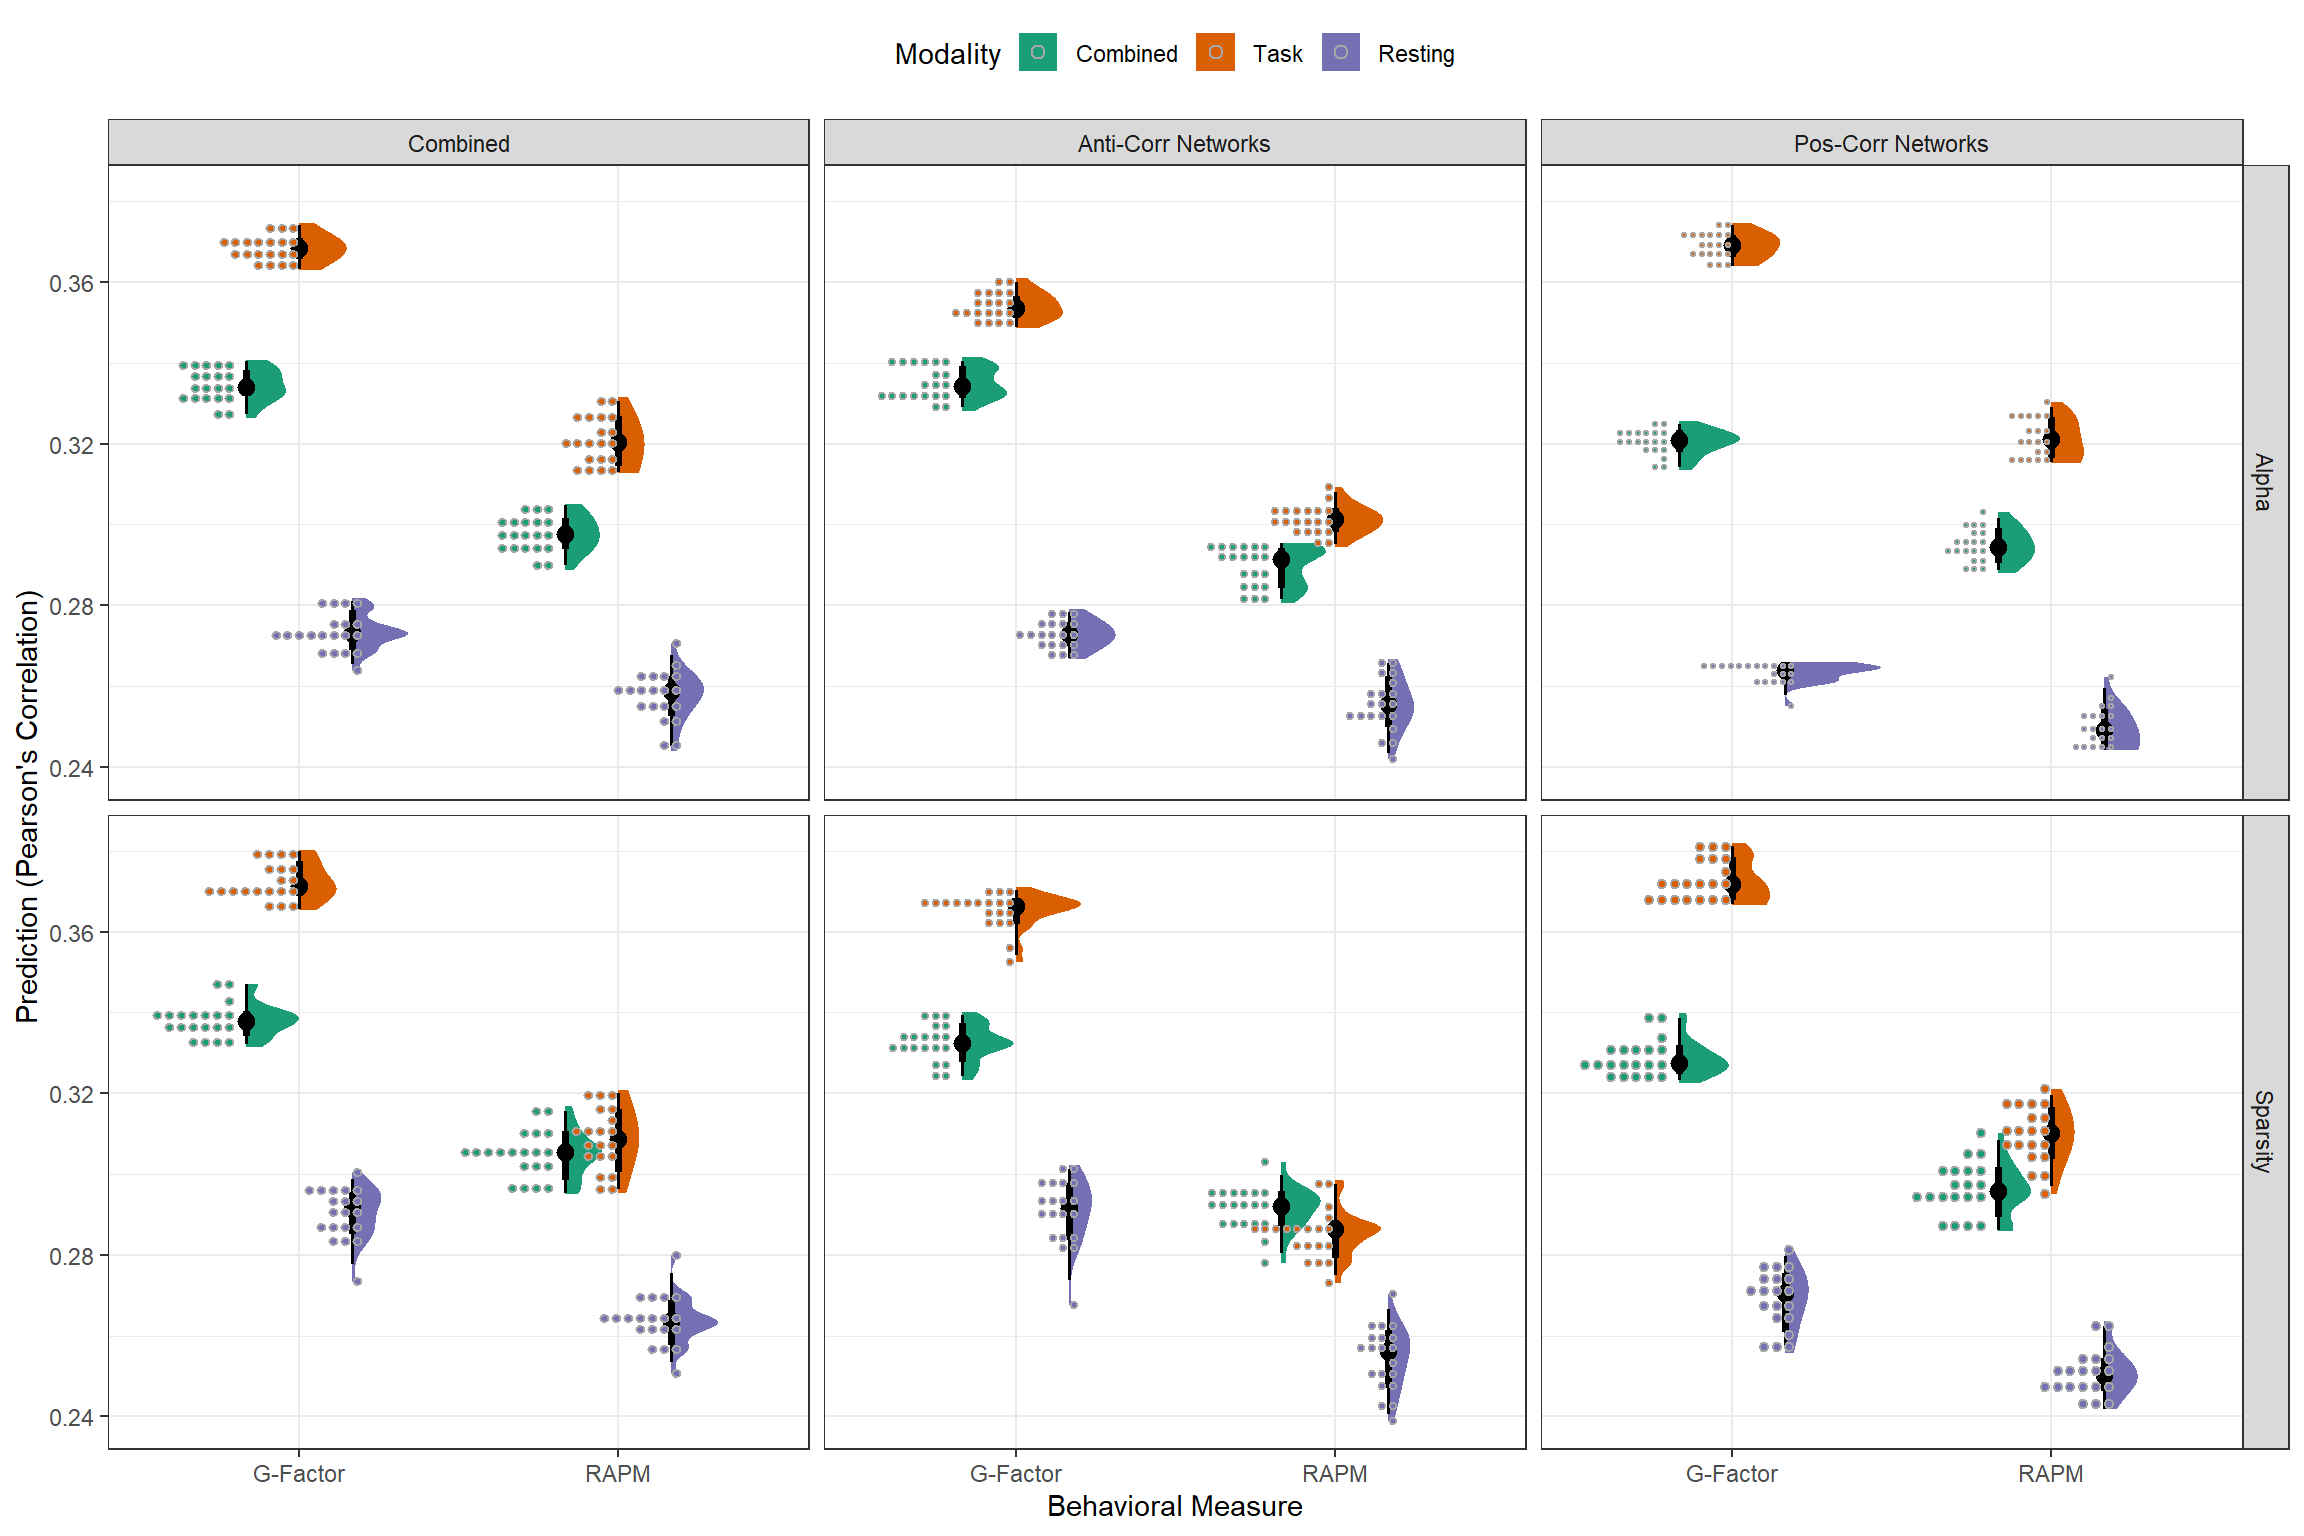 Modality Combined Task Resting
Combined
Anti-Corr Networks
Pos-Corr Networks
Prediction (Pearson's Correlation)
0.36
0.32
0.28
0.24
Alpha
0.36
0.32
0.28
0.24
Sparsity
G-Factor RAPM
G-Factor RAPM
G-Factor RAPM
Behavioral Measure